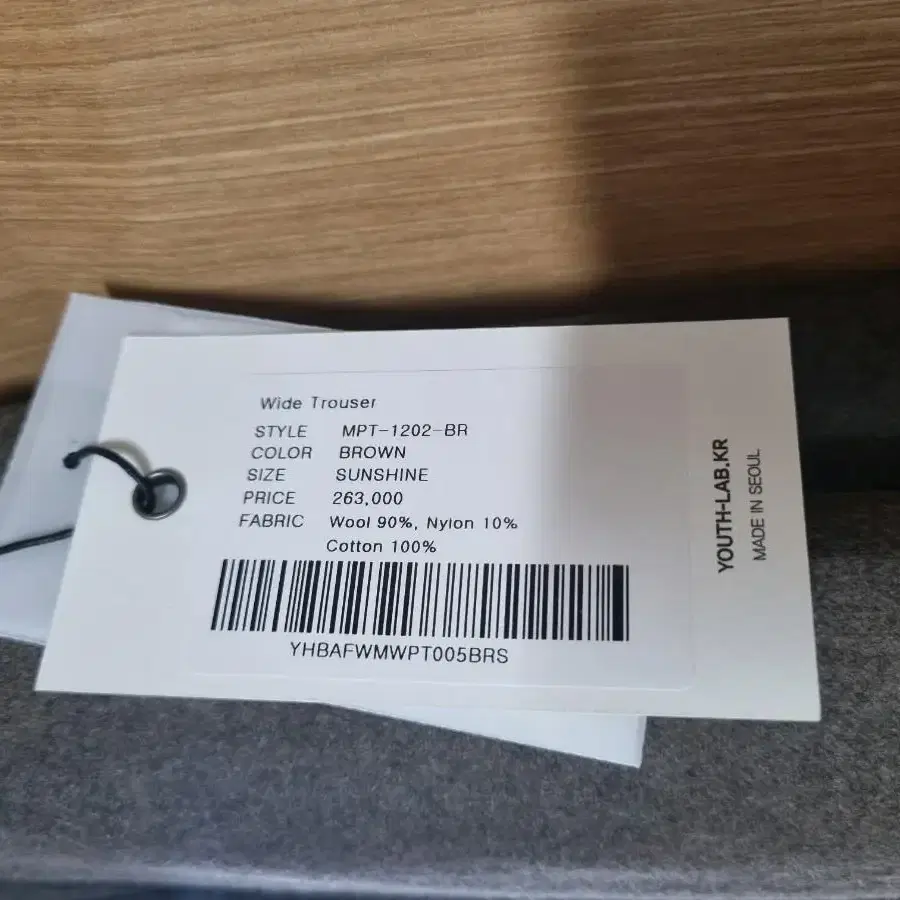 Wide Trouser
STYLE MPT-1202-BR
COLOR BROWN
SIZE SUNSHINE
PRICE 263,000
FABRIC Wool 90%, Nylon 10%
Cotton 100%
YHBAFWMWPT005BRS
YOUTH-LAB.KR
MADE IN SEOUL